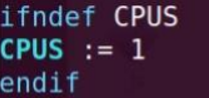 ifndef CPUS
CPUS := 1
endif